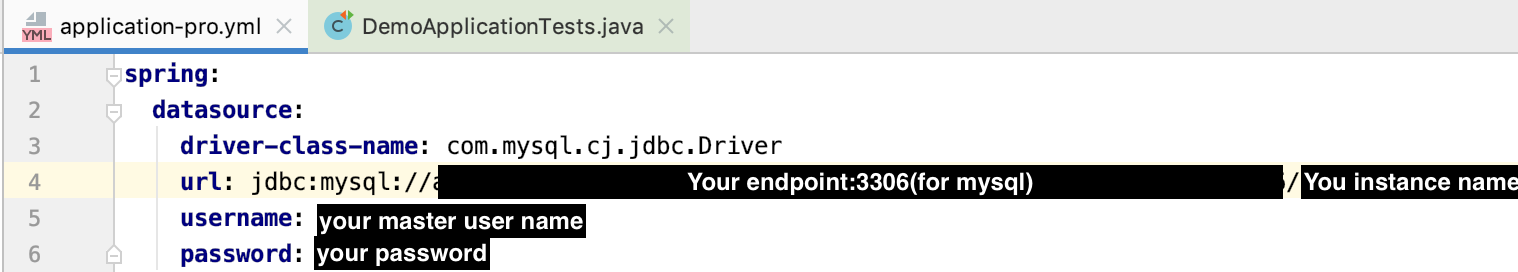 YML application-pro.yml × C DemoApplicationTests.java ×
1 spring:
2 datasource:
3 driver-class-name: com.mysql.cj.jdbc.Driver
4 url: jdbc:mysql://a Your endpoint:3306(for mysql) / You instance name
5 username: your master user name
6 password: your password